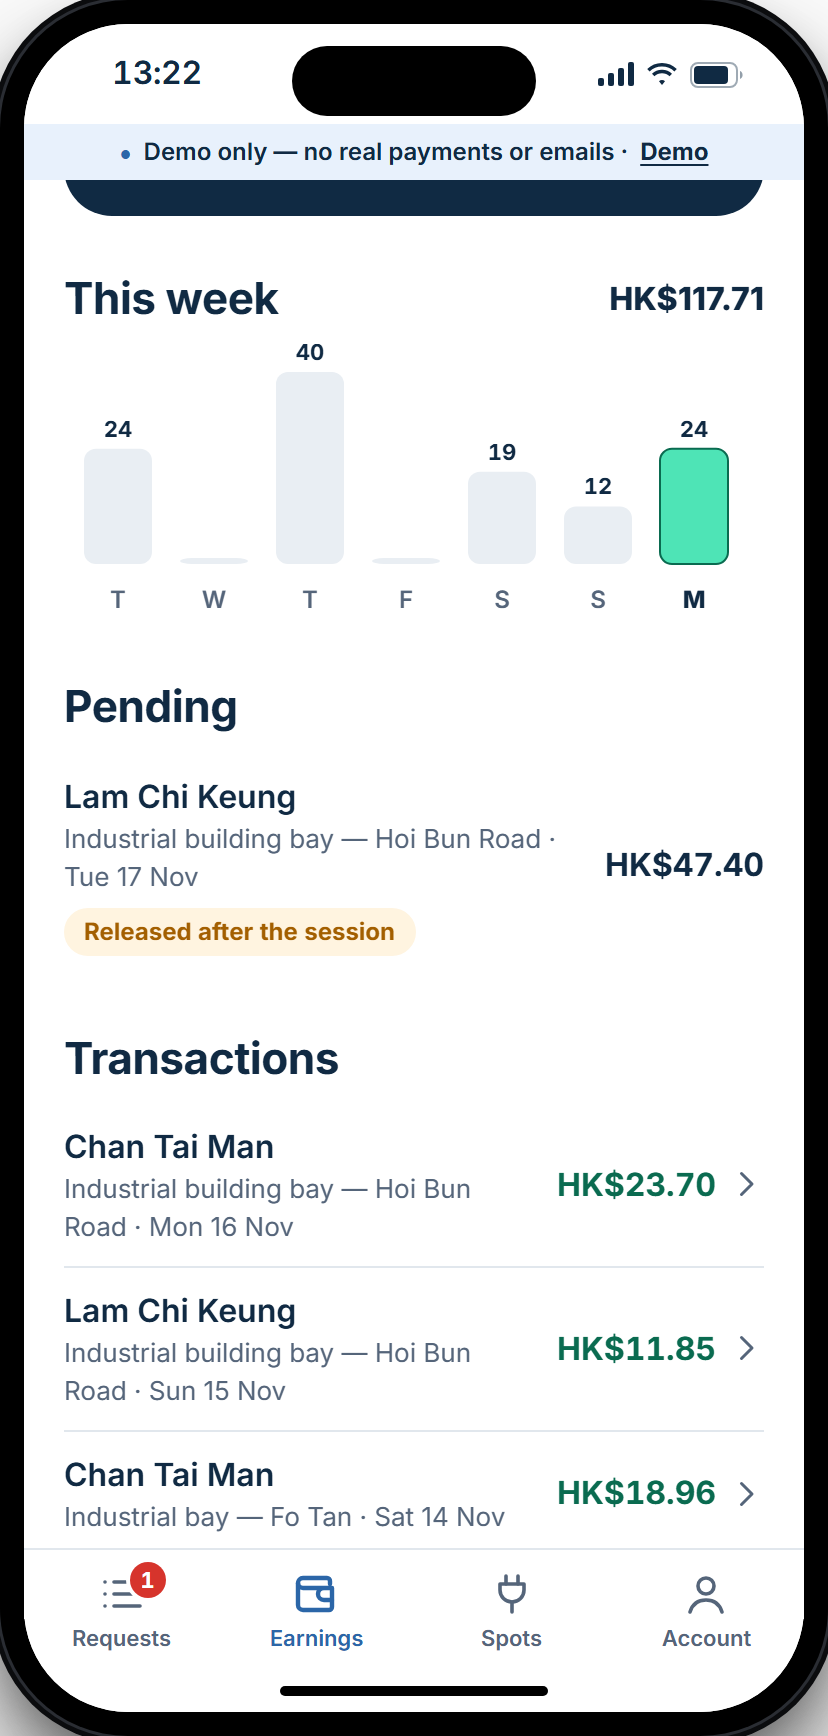 13:22
Demo only — no real payments or emails · Demo
This week
HK$117.71
24
40
19
12
24
T W T F S S M
Pending
Lam Chi Keung
Industrial building bay — Hoi Bun Road ·
Tue 17 Nov
HK$47.40
Released after the session
Transactions
Chan Tai Man
Industrial building bay — Hoi Bun
Road · Mon 16 Nov
HK$23.70
Lam Chi Keung
Industrial building bay — Hoi Bun
Road · Sun 15 Nov
HK$11.85
Chan Tai Man
Industrial bay — Fo Tan · Sat 14 Nov
HK$18.96
1
Requests Earnings Spots Account